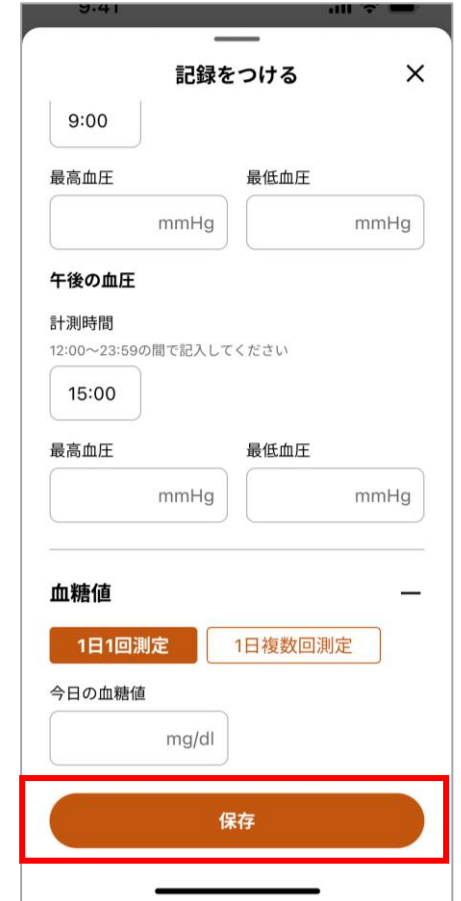 9:41
記録をつける
9:00
最高血圧 最低血圧
mmHg mmHg
午後の血圧
計測時間
12:00〜23:59の間で記入してください
15:00
最高血圧 最低血圧
mmHg mmHg
血糖値
1日1回測定 1日複数回測定
今日の血糖値
mg/dl
保存